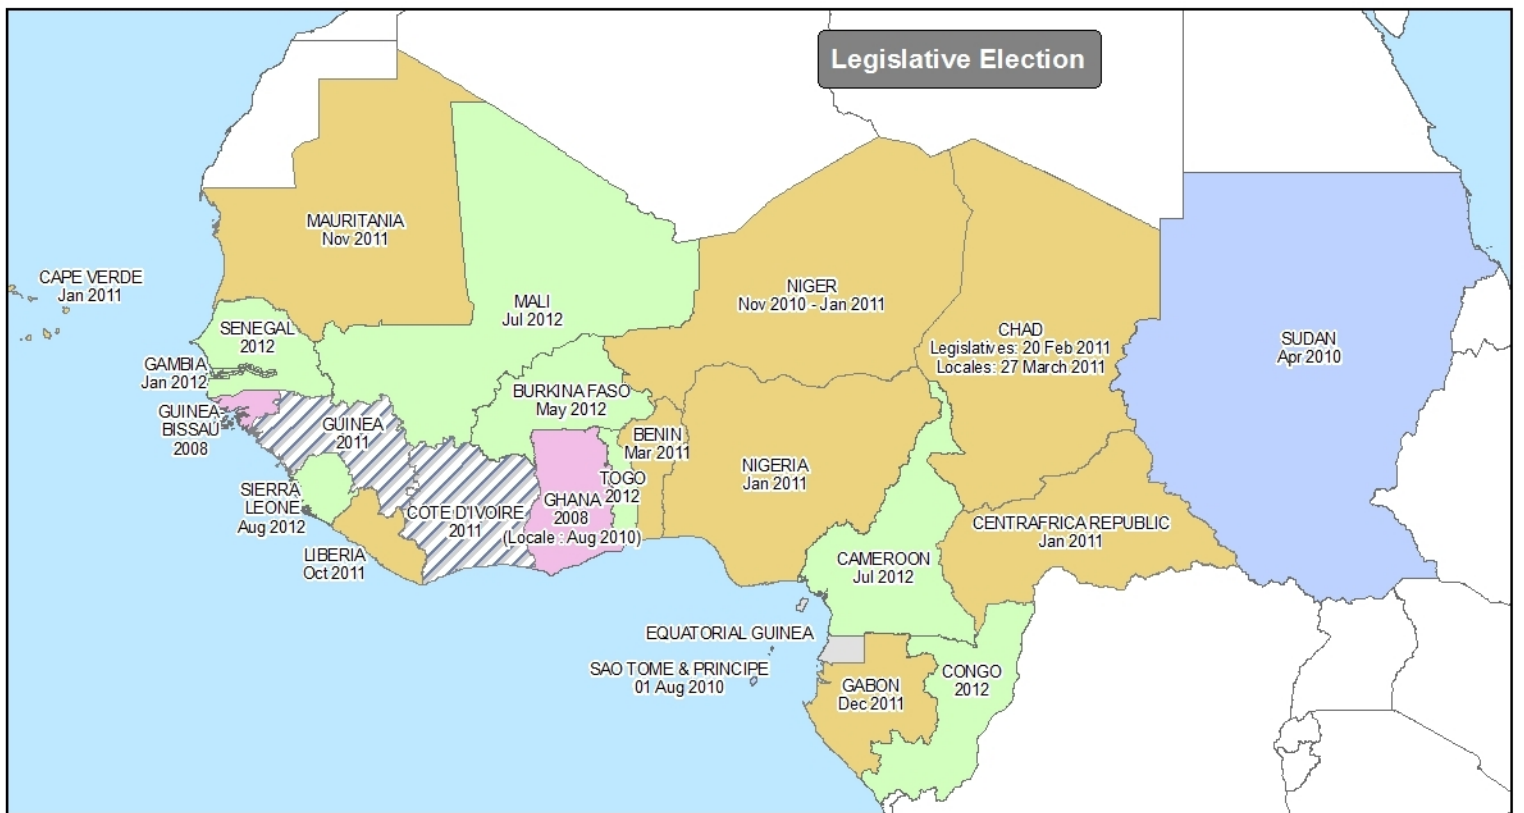 Legislative Election
MAURITANIA
Nov 2011
CAPE VERDE
Jan 2011
MALI
Jul 2012
NIGER
Nov 2010 - Jan 2011
CHAD
Legislatives: 20 Feb 2011
Locales: 27 March 2011
SUDAN
Apr 2010
SENEGAL
2012
GAMBIA
Jan 2012
GUINEA-
BISSAU
2008
GUINEA
2011
BURKINA FASO
May 2012
BENIN
Mar 2011
NIGERIA
Jan 2011
TOGO
2012
SIERRA
LEONE
Aug 2012
COTE D'IVOIRE
2011
GHANA
2008
(Locale : Aug 2010)
LIBERIA
Oct 2011
CENTRAFRICA REPUBLIC
Jan 2011
CAMEROON
Jul 2012
EQUATORIAL GUINEA
SAO TOME & PRINCIPE
01 Aug 2010
GABON
Dec 2011
CONGO
2012